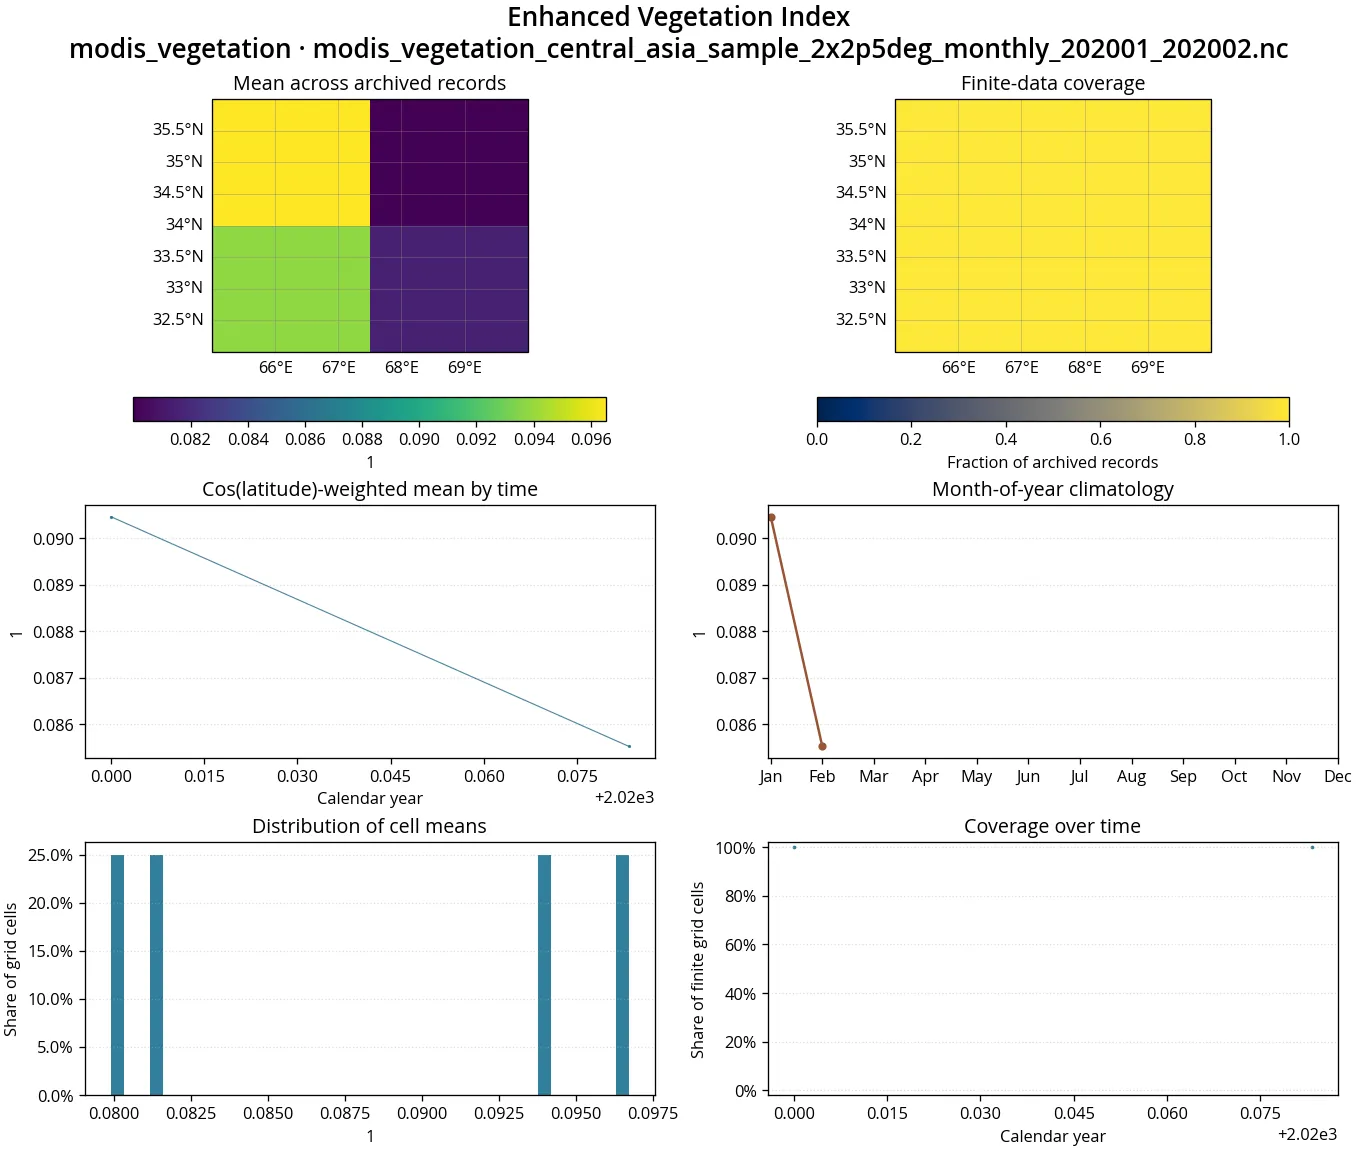 Enhanced Vegetation Index
modis_vegetation · modis_vegetation_central_asia_sample_2x2p5deg_monthly_202001_202002.nc
Mean across archived records
35.5°N
35°N
34.5°N
34°N
33.5°N
33°N
32.5°N
66°E 67°E 68°E 69°E
0.082 0.084 0.086 0.088 0.090 0.092 0.094 0.096
1
Finite-data coverage
35.5°N
35°N
34.5°N
34°N
33.5°N
33°N
32.5°N
66°E 67°E 68°E 69°E
0.0 0.2 0.4 0.6 0.8 1.0
Fraction of archived records
Cos(latitude)-weighted mean by time
0.090
0.089
0.088
0.087
0.086
1
0.000 0.015 0.030 0.045 0.060 0.075
Calendar year
+2.02e3
Month-of-year climatology
0.090
0.089
0.088
0.087
0.086
1
Jan Feb Mar Apr May Jun Jul Aug Sep Oct Nov Dec
Distribution of cell means
25.0%
20.0%
15.0%
10.0%
5.0%
0.0%
Share of grid cells
0.0800 0.0825 0.0850 0.0875 0.0900 0.0925 0.0950 0.0975
1
Coverage over time
100%
80%
60%
40%
20%
0%
Share of finite grid cells
0.000 0.015 0.030 0.045 0.060 0.075
Calendar year
+2.02e3